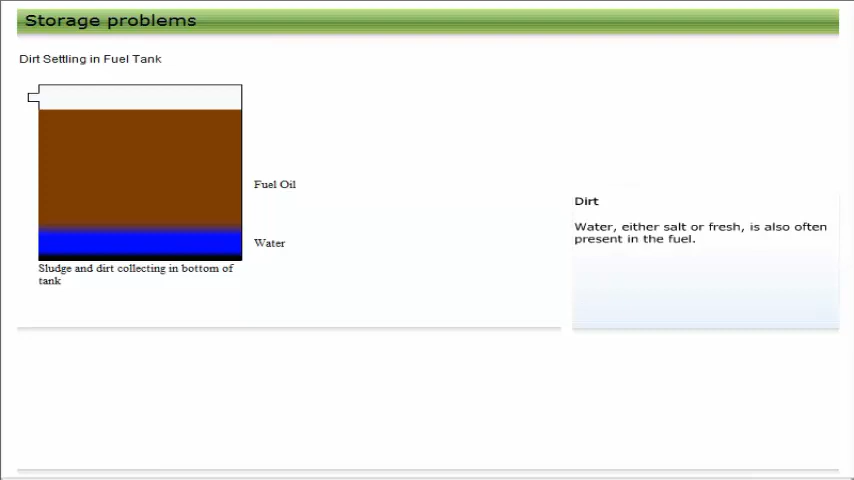 Storage problems
Dirt Settling in Fuel Tank
Fuel Oil
Water
Sludge and dirt collecting in bottom of
tank
Dirt
Water, either salt or fresh, is also often
present in the fuel.